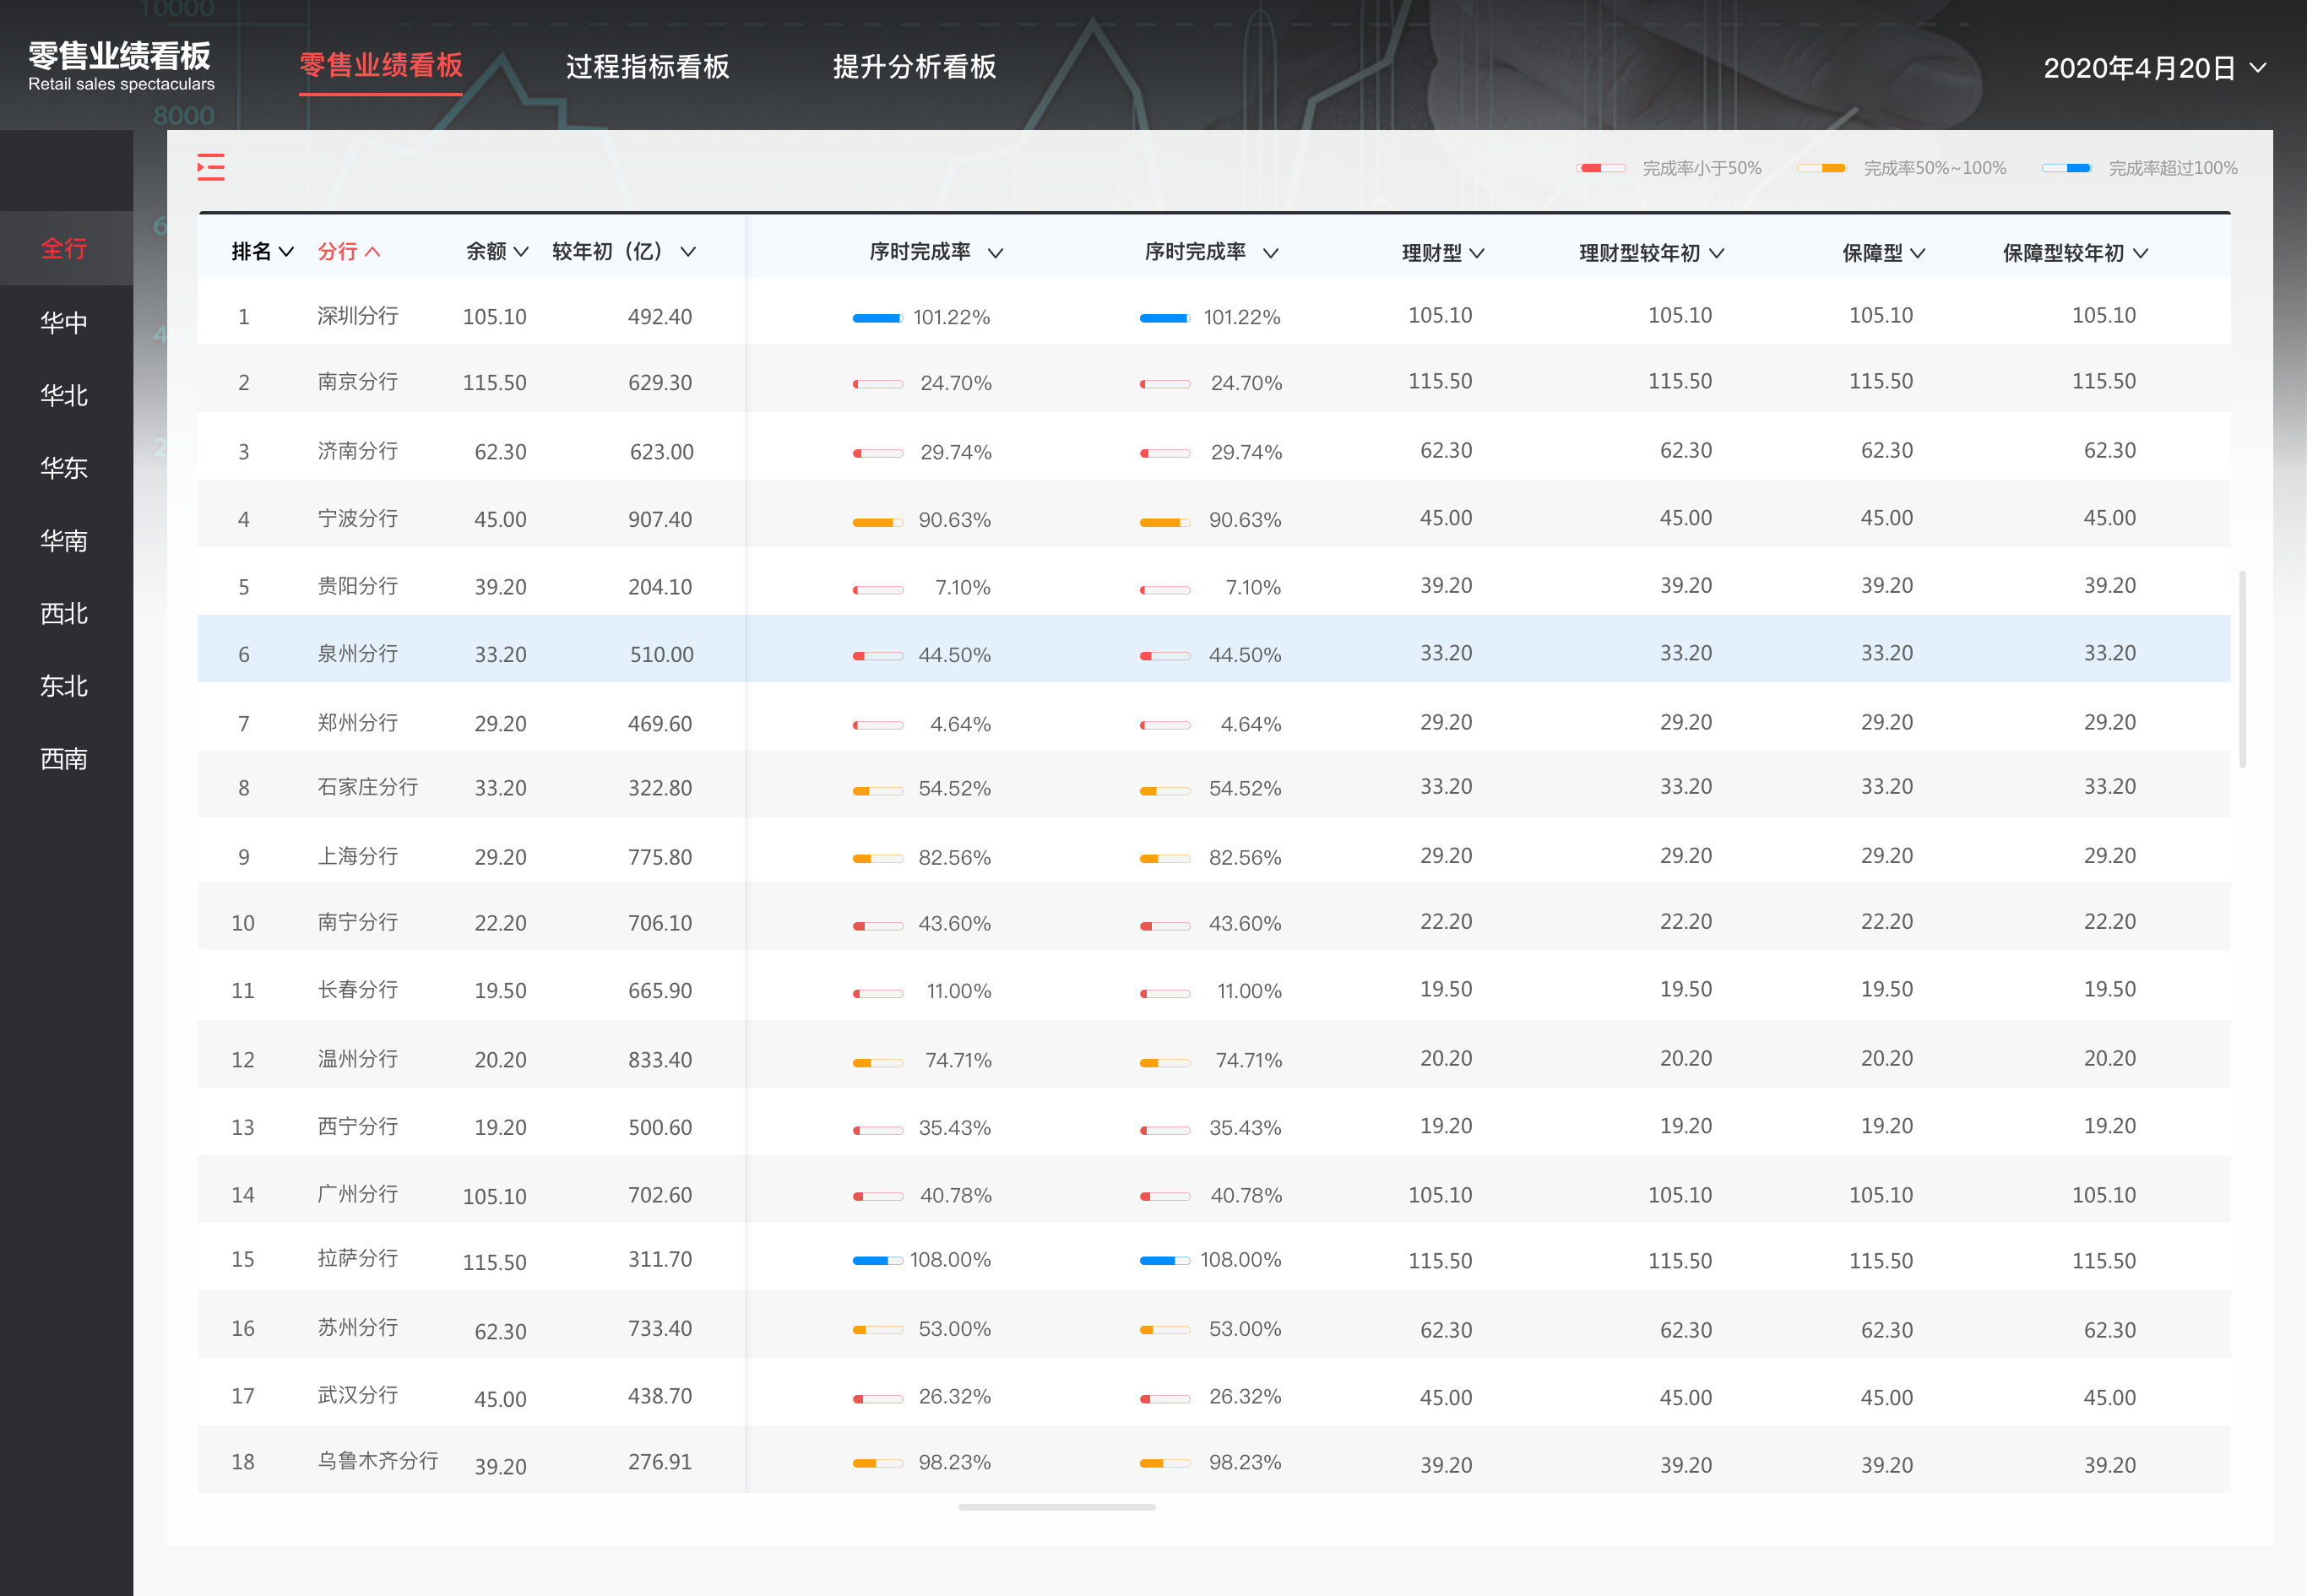 10000
零售业绩看板
Retail sales spectaculars
零售业绩看板 过程指标看板 提升分析看板 2020年4月20日
8000
完成率小于50% 完成率50%~100% 完成率超过100%
全行
华中
华北
华东
华南
西北
东北
西南
排名 分行 余额 较年初（亿） 序时完成率 序时完成率 理财型 理财型较年初 保障型 保障型较年初
1 深圳分行 105.10 492.40 101.22% 101.22% 105.10 105.10 105.10 105.10
2 南京分行 115.50 629.30 24.70% 24.70% 115.50 115.50 115.50 115.50
3 济南分行 62.30 623.00 29.74% 29.74% 62.30 62.30 62.30 62.30
4 宁波分行 45.00 907.40 90.63% 90.63% 45.00 45.00 45.00 45.00
5 贵阳分行 39.20 204.10 7.10% 7.10% 39.20 39.20 39.20 39.20
6 泉州分行 33.20 510.00 44.50% 44.50% 33.20 33.20 33.20 33.20
7 郑州分行 29.20 469.60 4.64% 4.64% 29.20 29.20 29.20 29.20
8 石家庄分行 33.20 322.80 54.52% 54.52% 33.20 33.20 33.20 33.20
9 上海分行 29.20 775.80 82.56% 82.56% 29.20 29.20 29.20 29.20
10 南宁分行 22.20 706.10 43.60% 43.60% 22.20 22.20 22.20 22.20
11 长春分行 19.50 665.90 11.00% 11.00% 19.50 19.50 19.50 19.50
12 温州分行 20.20 833.40 74.71% 74.71% 20.20 20.20 20.20 20.20
13 西宁分行 19.20 500.60 35.43% 35.43% 19.20 19.20 19.20 19.20
14 广州分行 105.10 702.60 40.78% 40.78% 105.10 105.10 105.10 105.10
15 拉萨分行 115.50 311.70 108.00% 108.00% 115.50 115.50 115.50 115.50
16 苏州分行 62.30 733.40 53.00% 53.00% 62.30 62.30 62.30 62.30
17 武汉分行 45.00 438.70 26.32% 26.32% 45.00 45.00 45.00 45.00
18 乌鲁木齐分行 39.20 276.91 98.23% 98.23% 39.20 39.20 39.20 39.20